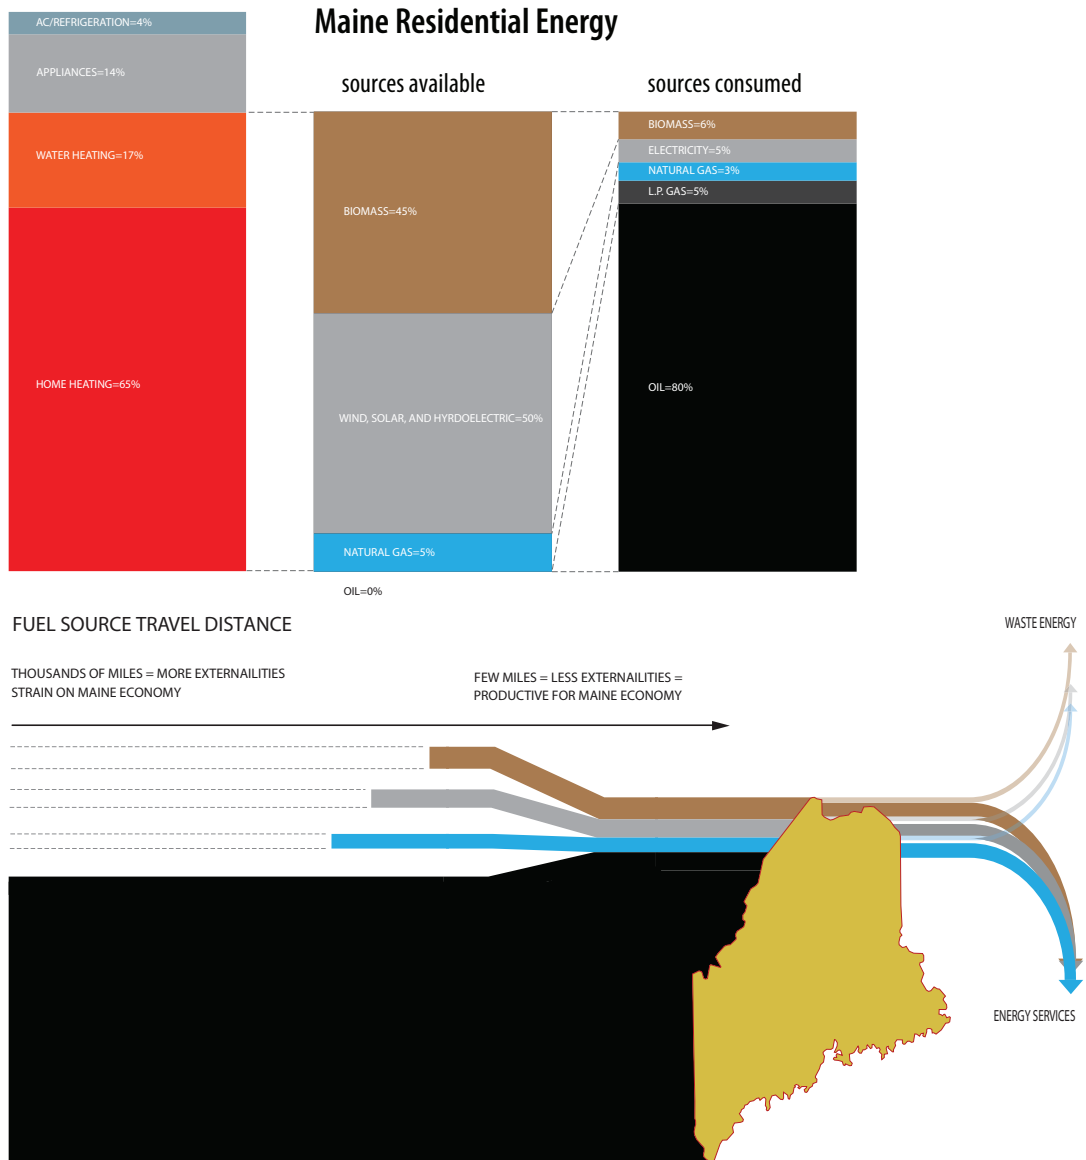 Maine Residential Energy
AC/REFRIGERATION=4%
APPLIANCES=14%
WATER HEATING=17%
HOME HEATING=65%
sources available
BIOMASS=45%
WIND, SOLAR, AND HYRDOELECTRIC=50%
NATURAL GAS=5%
OIL=0%
sources consumed
BIOMASS=6%
ELECTRICITY=5%
NATURAL GAS=3%
L.P. GAS=5%
OIL=80%
FUEL SOURCE TRAVEL DISTANCE
THOUSANDS OF MILES = MORE EXTERNAILITIES
STRAIN ON MAINE ECONOMY
FEW MILES = LESS EXTERNAILITIES =
PRODUCTIVE FOR MAINE ECONOMY
WASTE ENERGY
ENERGY SERVICES